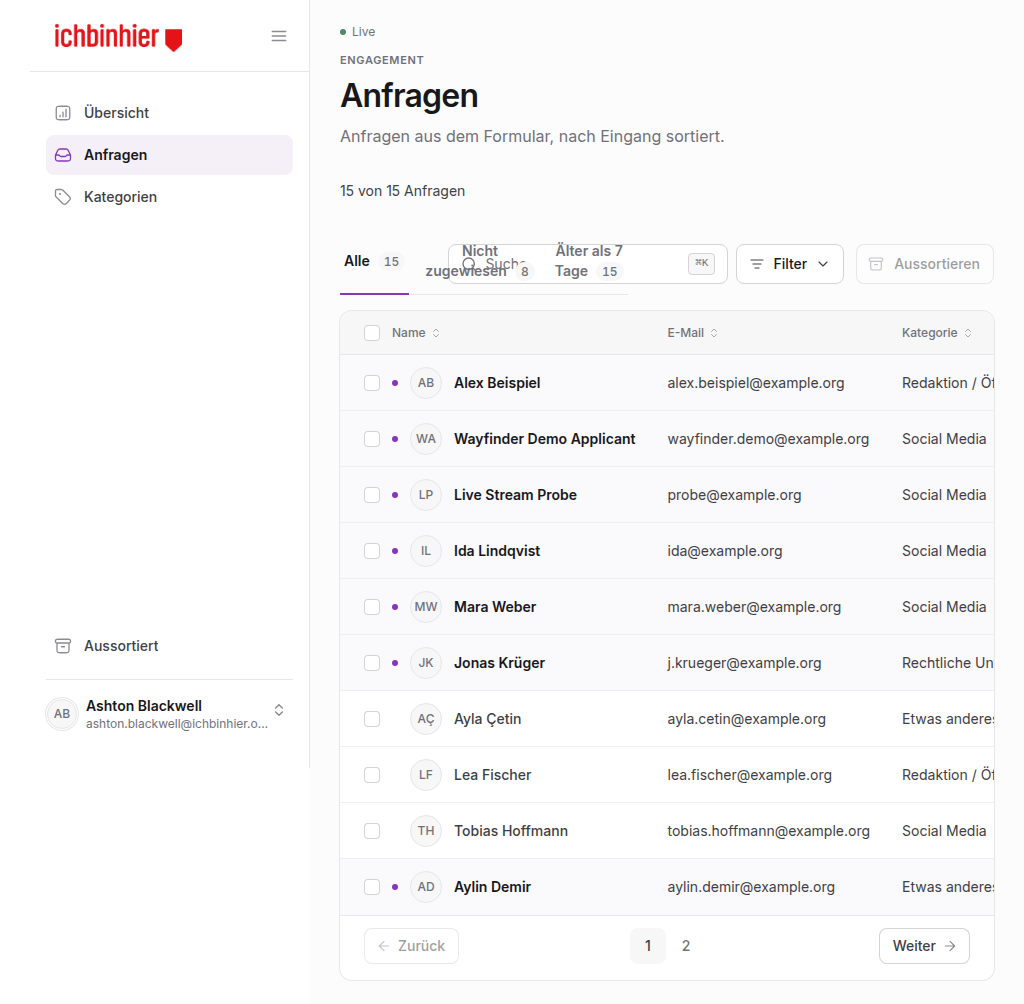 ichbinhier
Übersicht
Anfragen
Kategorien
Aussortiert
AB
Ashton Blackwell
ashton.blackwell@ichbinhier.o...
Live
ENGAGEMENT
Anfragen
Anfragen aus dem Formular, nach Eingang sortiert.
15 von 15 Anfragen
Alle 15
Nicht
zugewiesen 8
Älter als 7
Tage 15
Suche
⌘K
Filter
Aussortieren
Name E-Mail Kategorie
AB Alex Beispiel alex.beispiel@example.org Redaktion / Öf
WA Wayfinder Demo Applicant wayfinder.demo@example.org Social Media
LP Live Stream Probe probe@example.org Social Media
IL Ida Lindqvist ida@example.org Social Media
MW Mara Weber mara.weber@example.org Social Media
JK Jonas Krüger j.krueger@example.org Rechtliche Un
AÇ Ayla Çetin ayla.cetin@example.org Etwas anderes
LF Lea Fischer lea.fischer@example.org Redaktion / Öf
TH Tobias Hoffmann tobias.hoffmann@example.org Social Media
AD Aylin Demir aylin.demir@example.org Etwas anderes
Zurück 1 2 Weiter